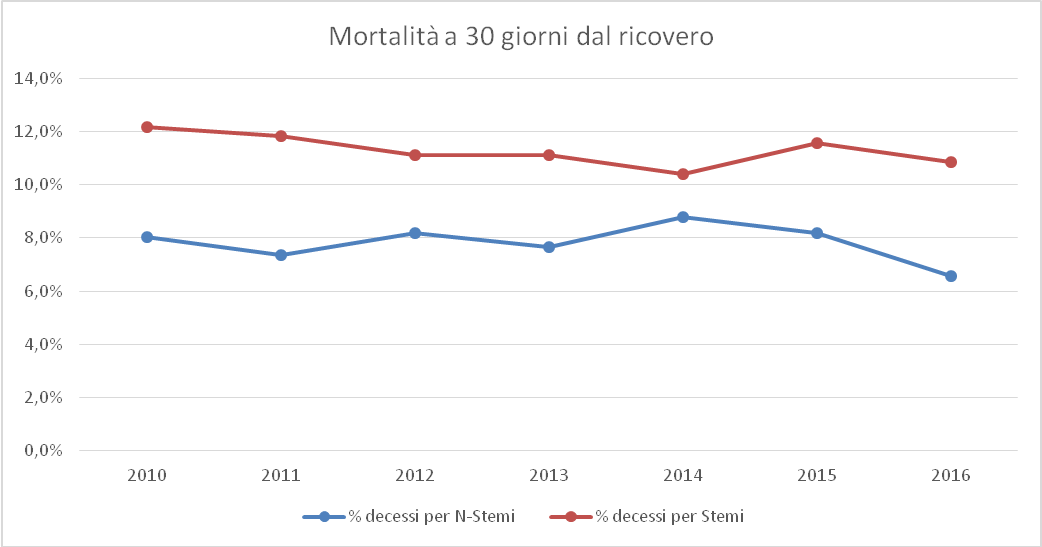 Mortalità a 30 giorni dal ricovero
14,0%
12,0%
10,0%
8,0%
6,0%
4,0%
2,0%
0,0%
2010 2011 2012 2013 2014 2015 2016
% decessi per N-Stemi % decessi per Stemi